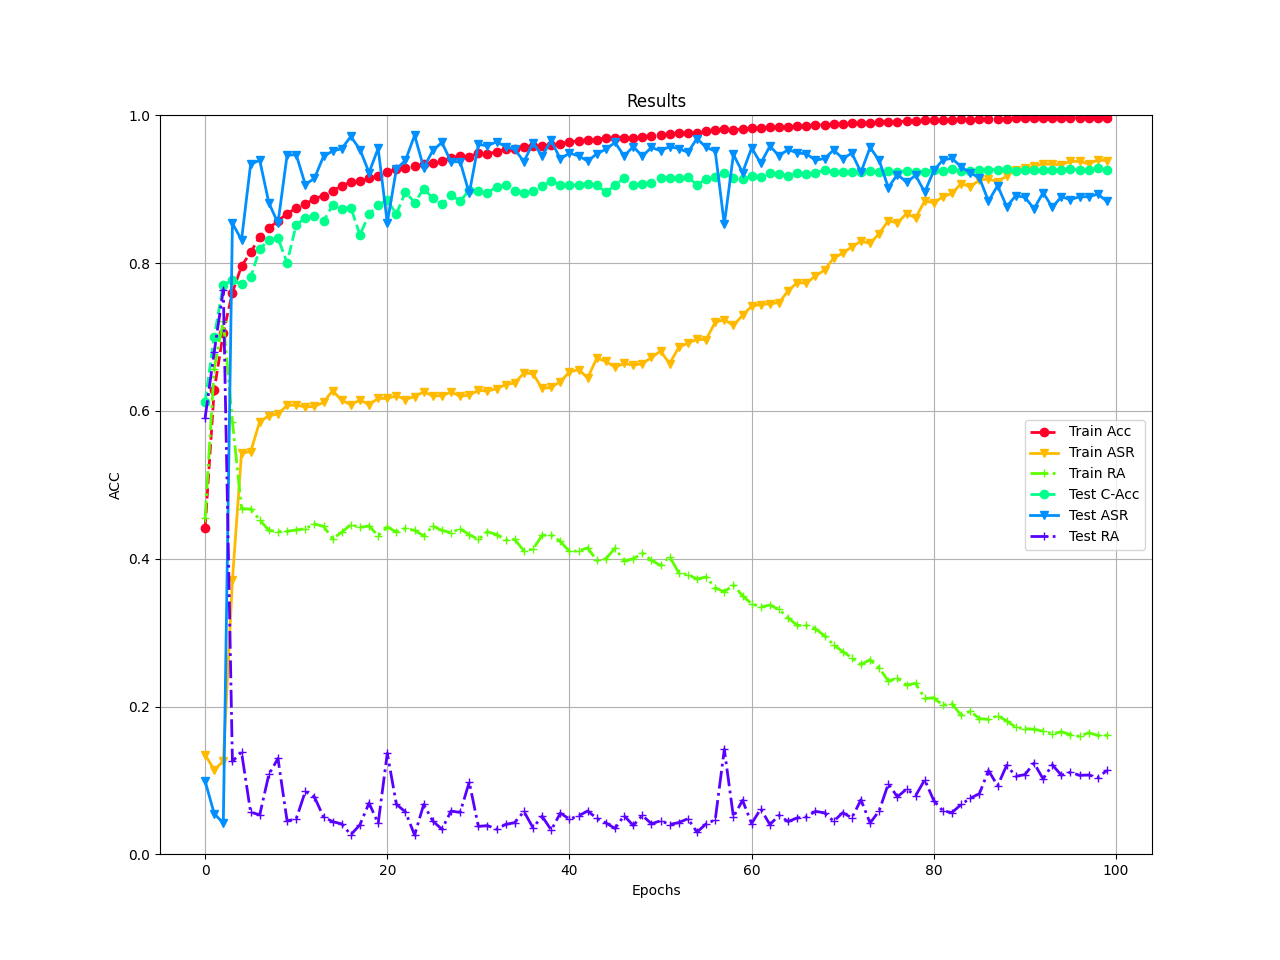 Results
1.0
0.8
0.6
0.4
0.2
0.0
ACC
0 20 40 60 80 100
Epochs
Train Acc
Train ASR
Train RA
Test C-Acc
Test ASR
Test RA